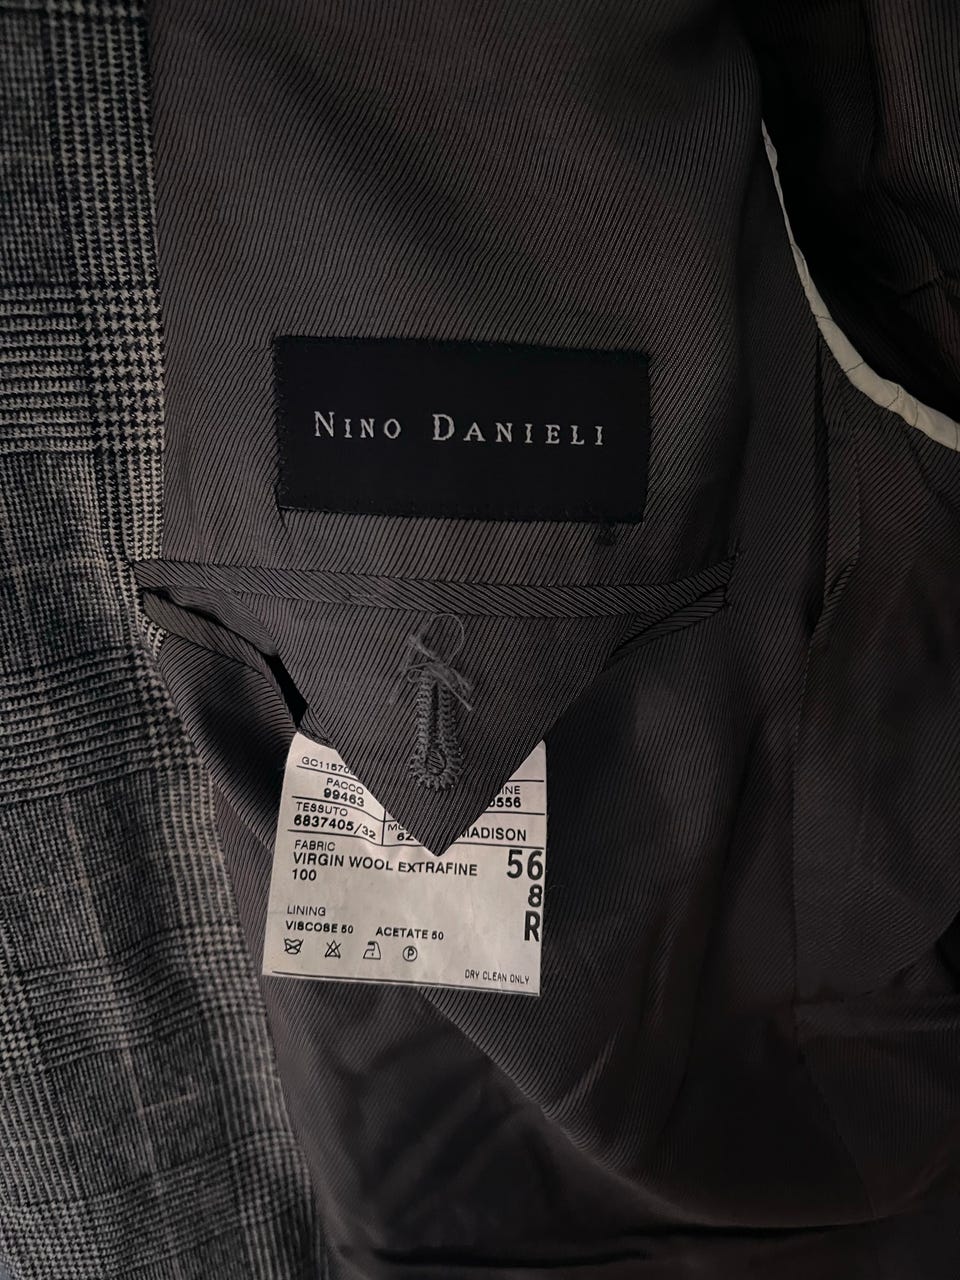 NINO DANIELI
GC11570
PACCO
99463
TESSUTO
6837405/32
MADISON
FABRIC
VIRGIN WOOL EXTRAFINE
100
56
8
R
LINING
VISCOSE 50 ACETATE 50
DRY CLEAN ONLY